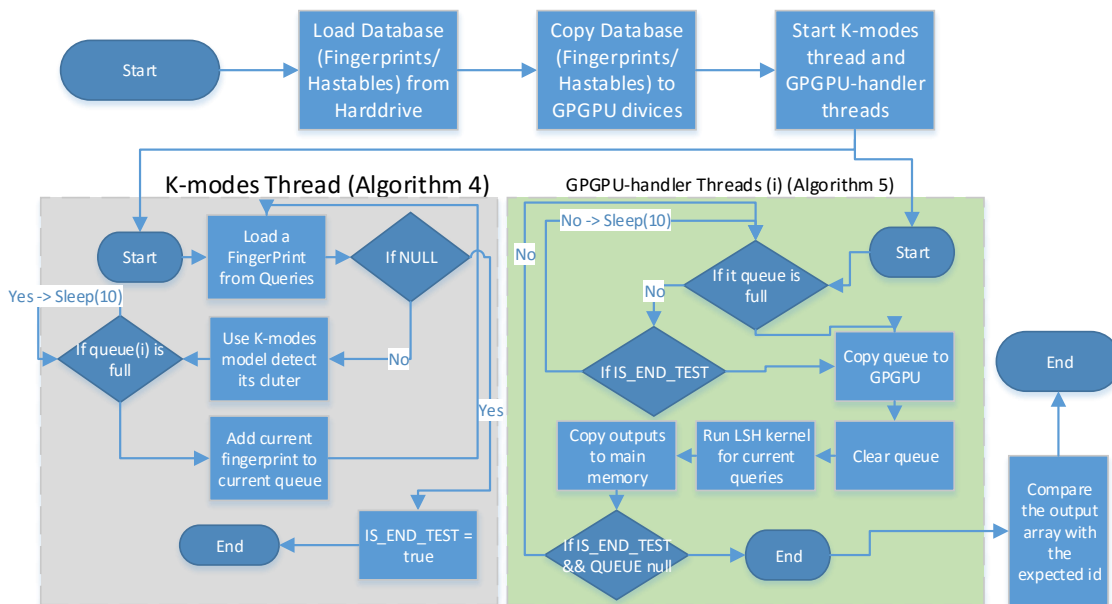 Start
Load Database
(Fingerprints/
Hastables) from
Harddrive
Copy Database
(Fingerprints/
Hastables) to
GPGPU divices
Start K-modes
thread and
GPGPU-handler
threads
K-modes Thread (Algorithm 4)
Start
Load a
FingerPrint
from Queries
If NULL
Yes -> Sleep(10)
If queue(i) is
full
Use K-modes
model detect
its cluter
No
Yes
Add current
fingerprint to
current queue
IS_END_TEST =
true
End
GPGPU-handler Threads (i) (Algorithm 5)
No -> Sleep(10)
No
Start
If it queue is
full
No
If IS_END_TEST
Copy queue to
GPGPU
Clear queue
Run LSH kernel
for current
queries
Copy outputs
to main
memory
If IS_END_TEST
&& QUEUE null
End
End
Compare
the output
array with
the
expected id